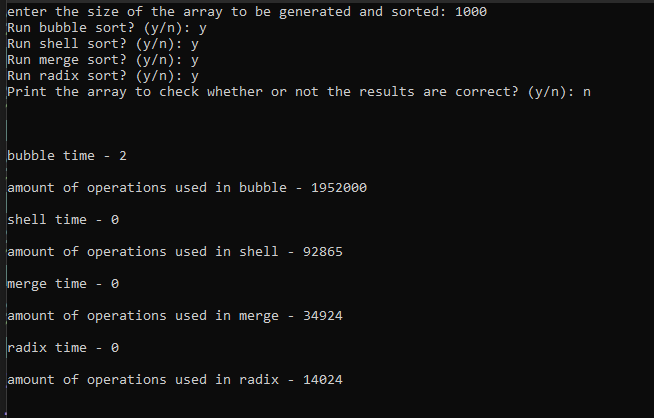 enter the size of the array to be generated and sorted: 1000
Run bubble sort? (y/n): y
Run shell sort? (y/n): y
Run merge sort? (y/n): y
Run radix sort? (y/n): y
Print the array to check whether or not the results are correct? (y/n): n
bubble time - 2
amount of operations used in bubble - 1952000
shell time - 0
amount of operations used in shell - 92865
merge time - 0
amount of operations used in merge - 34924
radix time - 0
amount of operations used in radix - 14024